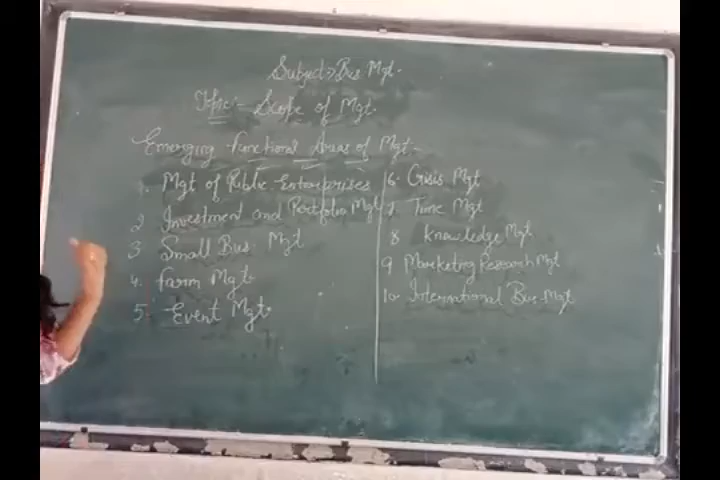 Subject:> Bus. Mgt.
Topic:- Scope of Mgt.
Emerging Functional Areas of Mgt:-
1. Mgt of Public Enterprises
2 Investment and Portfolio Mgt
3 Small Bus. Mgt
4. Farm Mgt.
5. Event Mgt.
6. Crisis Mgt
7. Time Mgt
8 Knowledge Mgt
9 Marketing Research Mgt
10 International Bus. Mgt